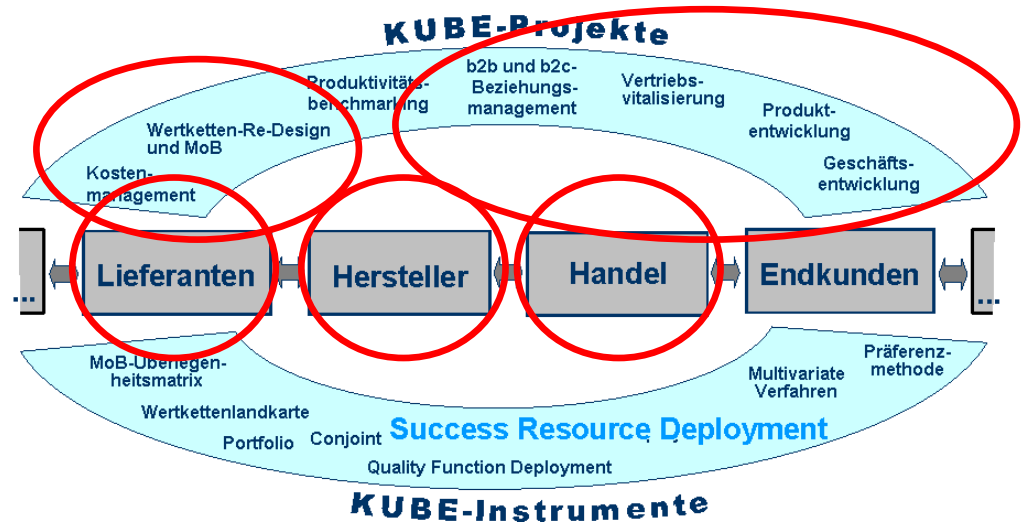 KUBE-Projekte
Produktivitäts-
benchmarking
b2b und b2c-
Beziehungs-
management
Vertriebs-
vitalisierung
Produkt-
entwicklung
Geschäfts-
entwicklung
Wertketten-Re-Design
und MoB
Kosten-
management
...
Lieferanten
Hersteller
Handel
Endkunden
...
MoB-Überlegen-
heitsmatrix
Wertkettenlandkarte
Portfolio
Conjoint
Success Resource Deployment
Quality Function Deployment
Multivariate
Verfahren
Präferenz-
methode
KUBE-Instrumente